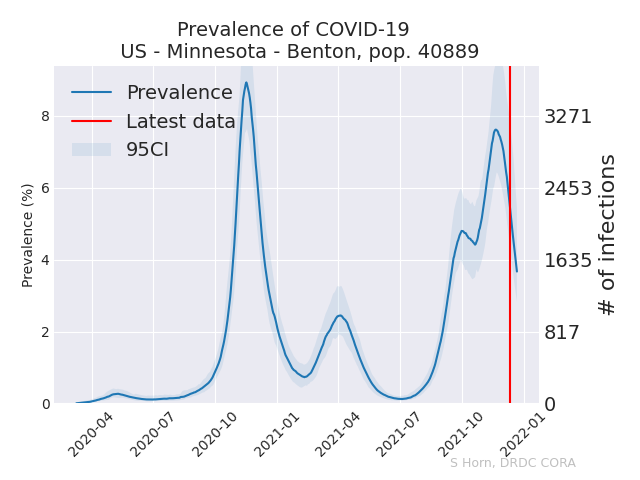 Prevalence of COVID-19
US - Minnesota - Benton, pop. 40889
Prevalence
Latest data
95CI
Prevalence (%)
8
6
4
2
0
3271
2453
1635
817
0
# of infections
2020-04
2020-07
2020-10
2021-01
2021-04
2021-07
2021-10
2022-01
S Horn, DRDC CORA